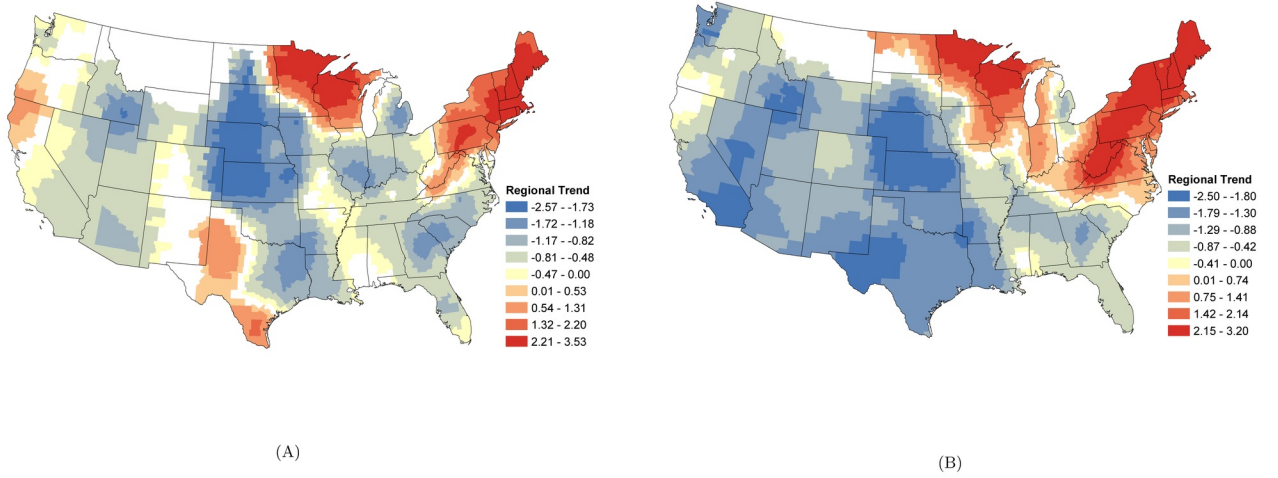 Regional Trend
-2.57 - -1.73
-1.72 - -1.18
-1.17 - -0.82
-0.81 - -0.48
-0.47 - 0.00
0.01 - 0.53
0.54 - 1.31
1.32 - 2.20
2.21 - 3.53
(A)
Regional Trend
-2.50 - -1.80
-1.79 - -1.30
-1.29 - -0.88
-0.87 - -0.42
-0.41 - 0.00
0.01 - 0.74
0.75 - 1.41
1.42 - 2.14
2.15 - 3.20
(B)